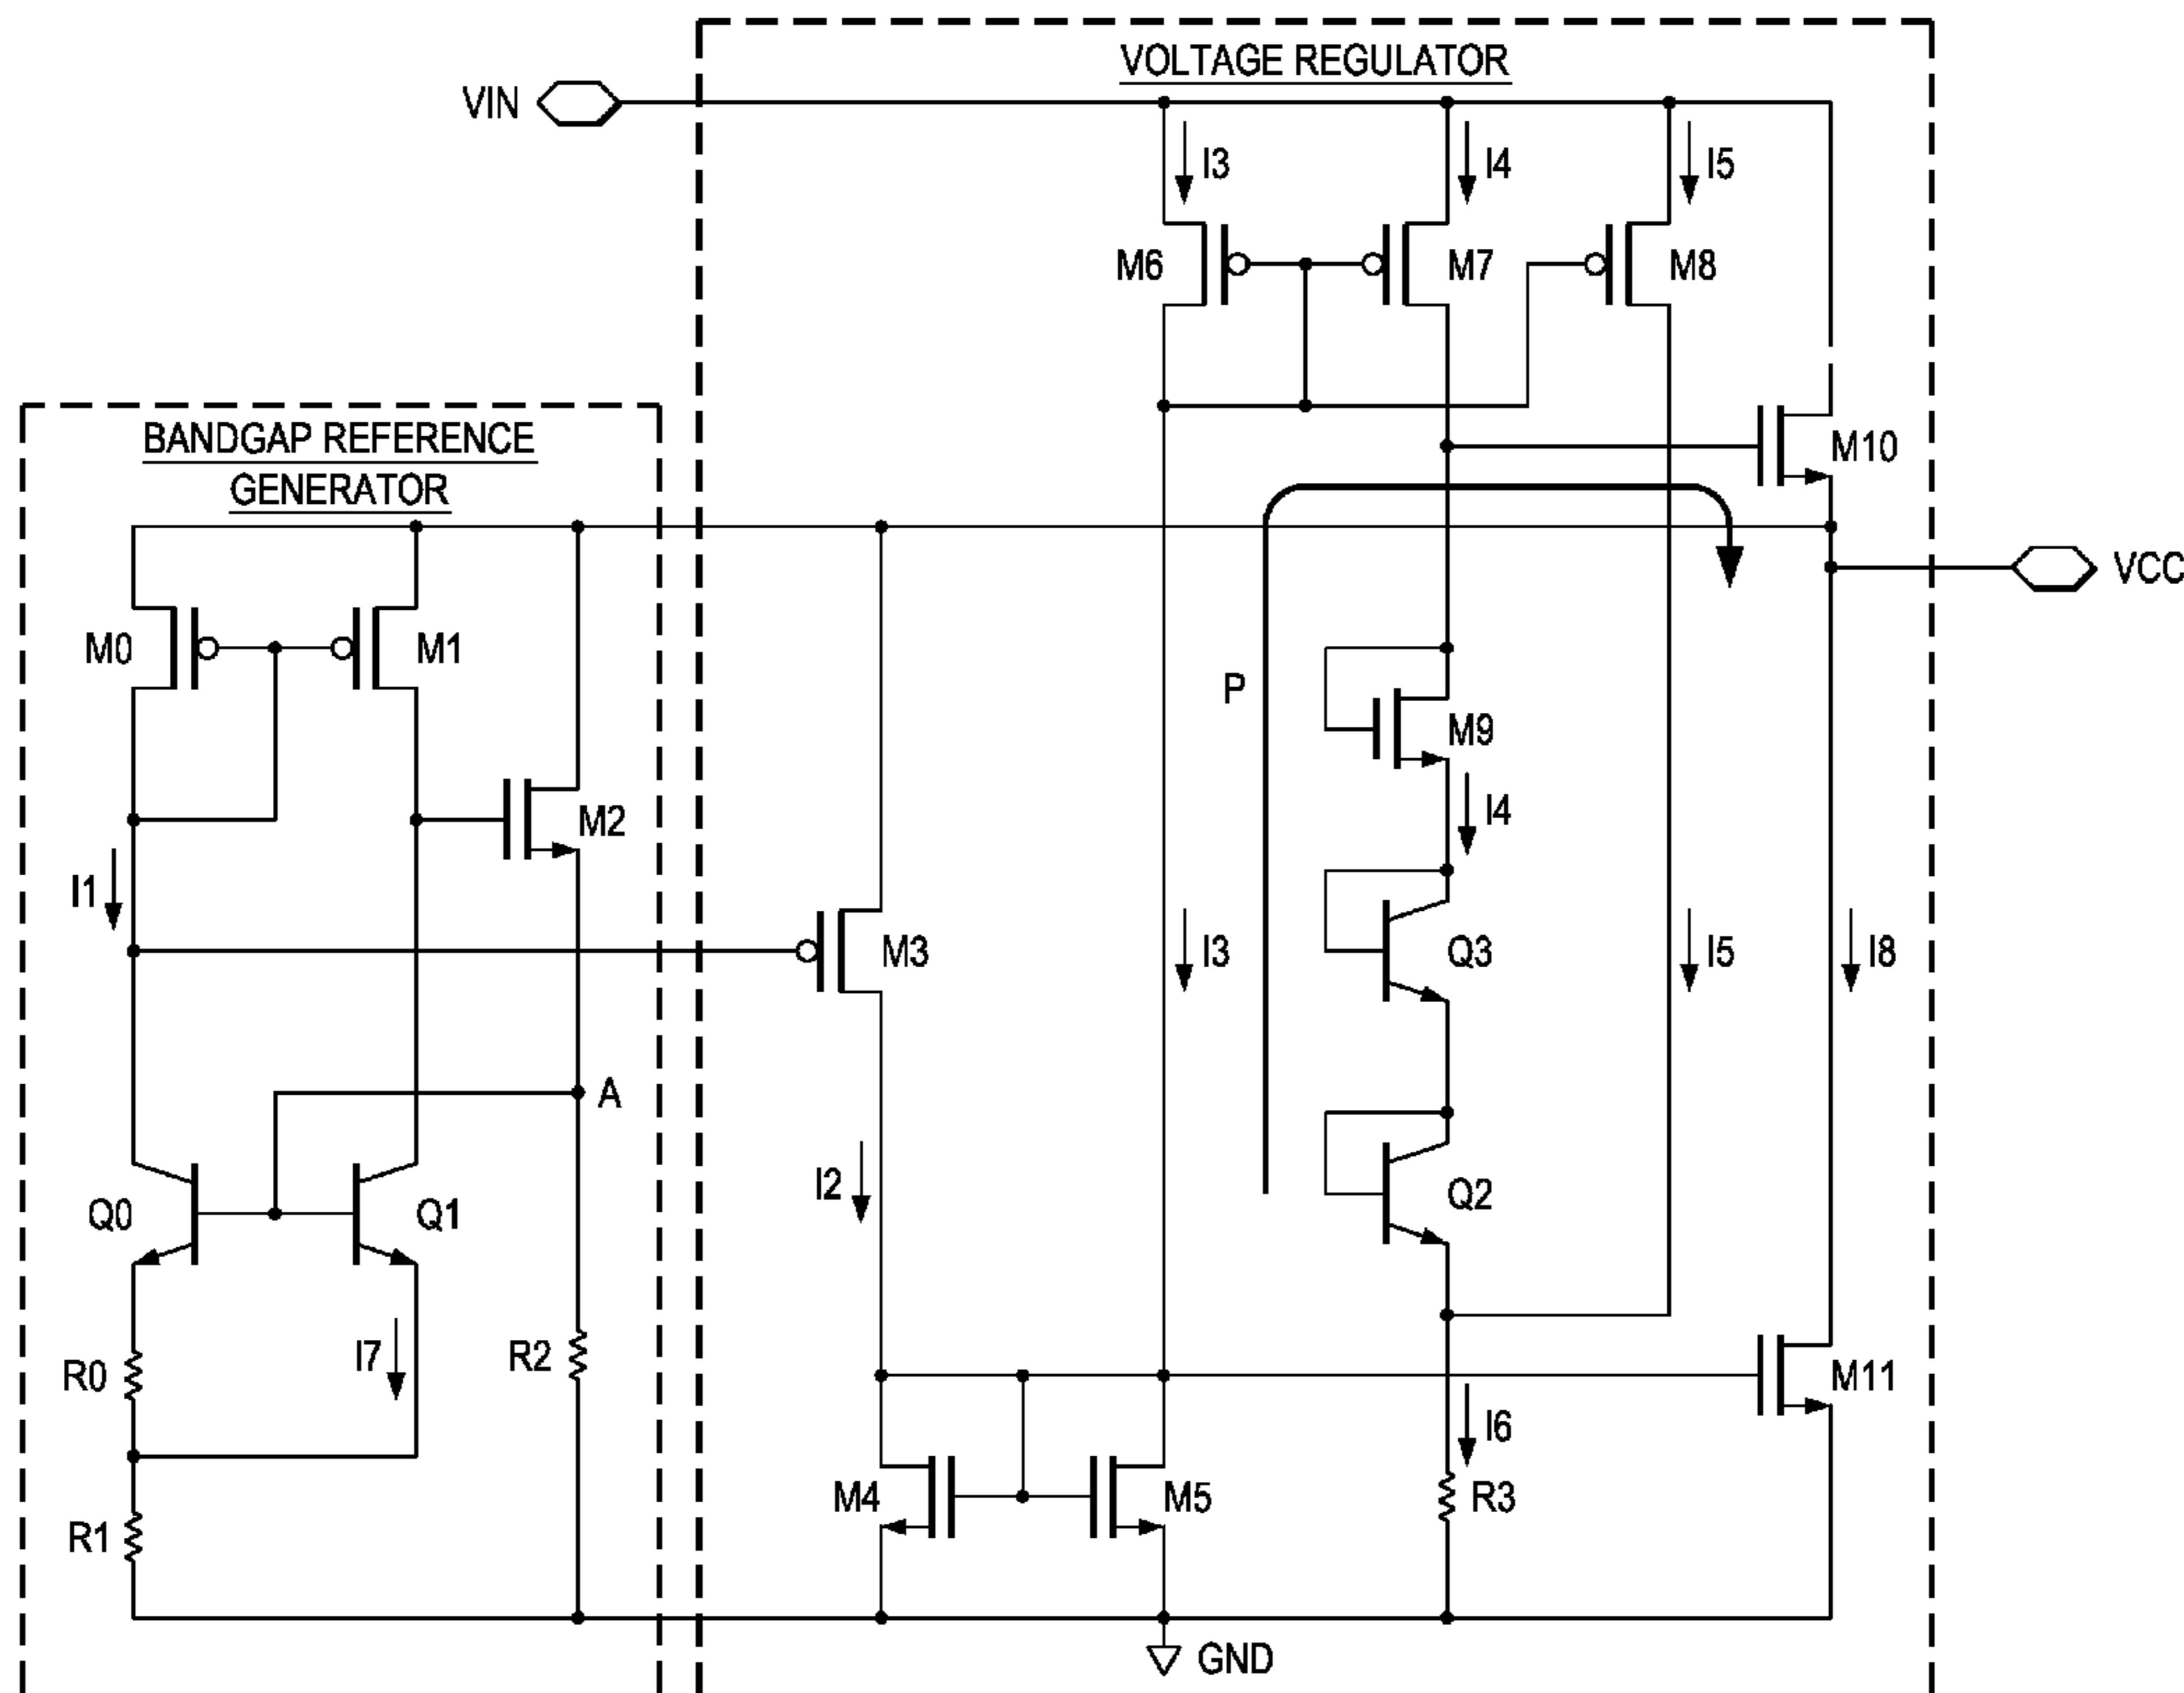 VOLTAGE REGULATOR
VIN
I3
I4
I5
M6
M7
M8
BANDGAP REFERENCE
GENERATOR
M10
VCC
M0
M1
P
M9
M2
I4
I1
M3
I3
Q3
I5
I8
A
I2
Q0
Q1
Q2
R0
I7
R2
M11
I6
R1
M4
M5
R3
GND